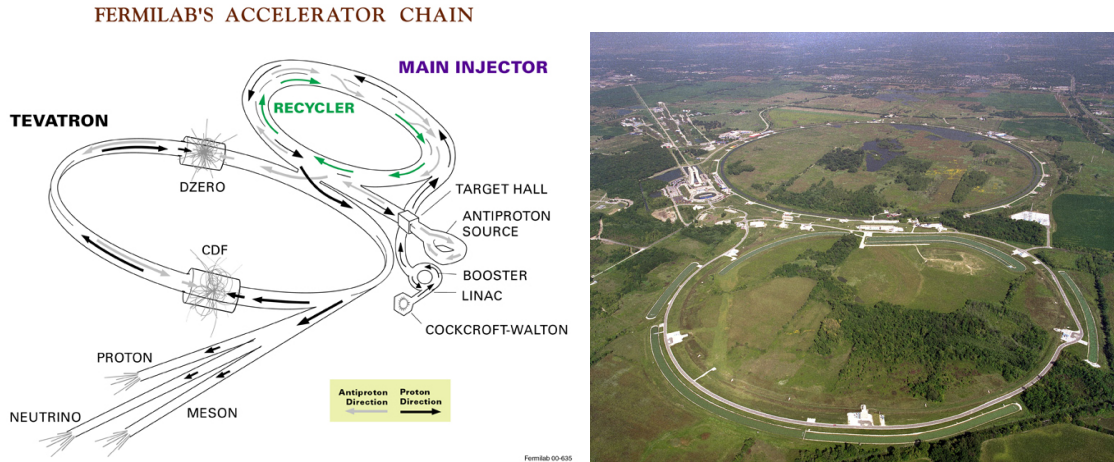 FERMILAB'S ACCELERATOR CHAIN
MAIN INJECTOR
RECYCLER
TEVATRON
DZERO
TARGET HALL
ANTIPROTON
SOURCE
CDF
BOOSTER
LINAC
COCKCROFT-WALTON
PROTON
NEUTRINO
MESON
Antiproton
Direction
Proton
Direction
Fermilab 00-635